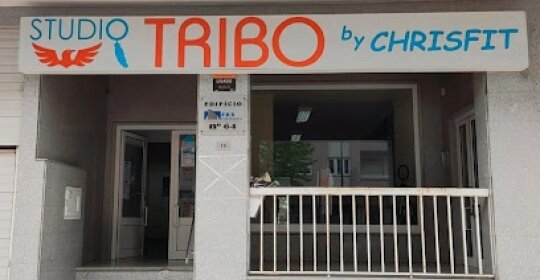 STUDIO TRIBO by CHRISFIT
EDIFÍCIO
Nº 64